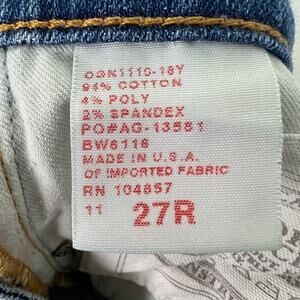 CGN1110-18Y
94% COTTON
4% POLY
2% SPANDEX
PO#AG-13581
BW6116
MADE IN U.S.A.
OF IMPORTED FABRIC
RN 104857
11 27R